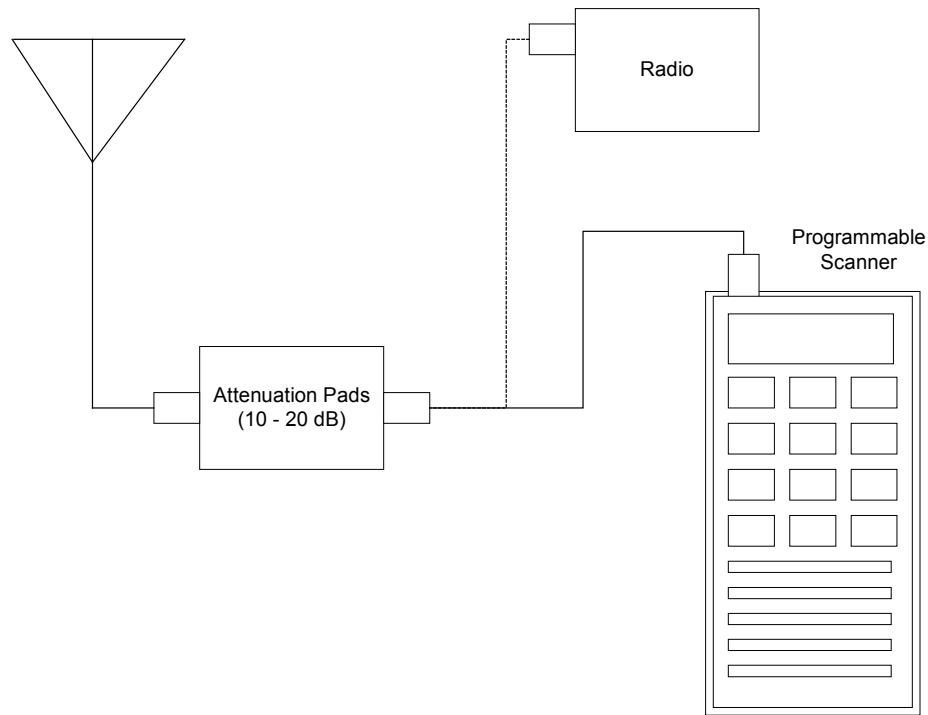 Radio
Programmable
Scanner
Attenuation Pads
(10 - 20 dB)